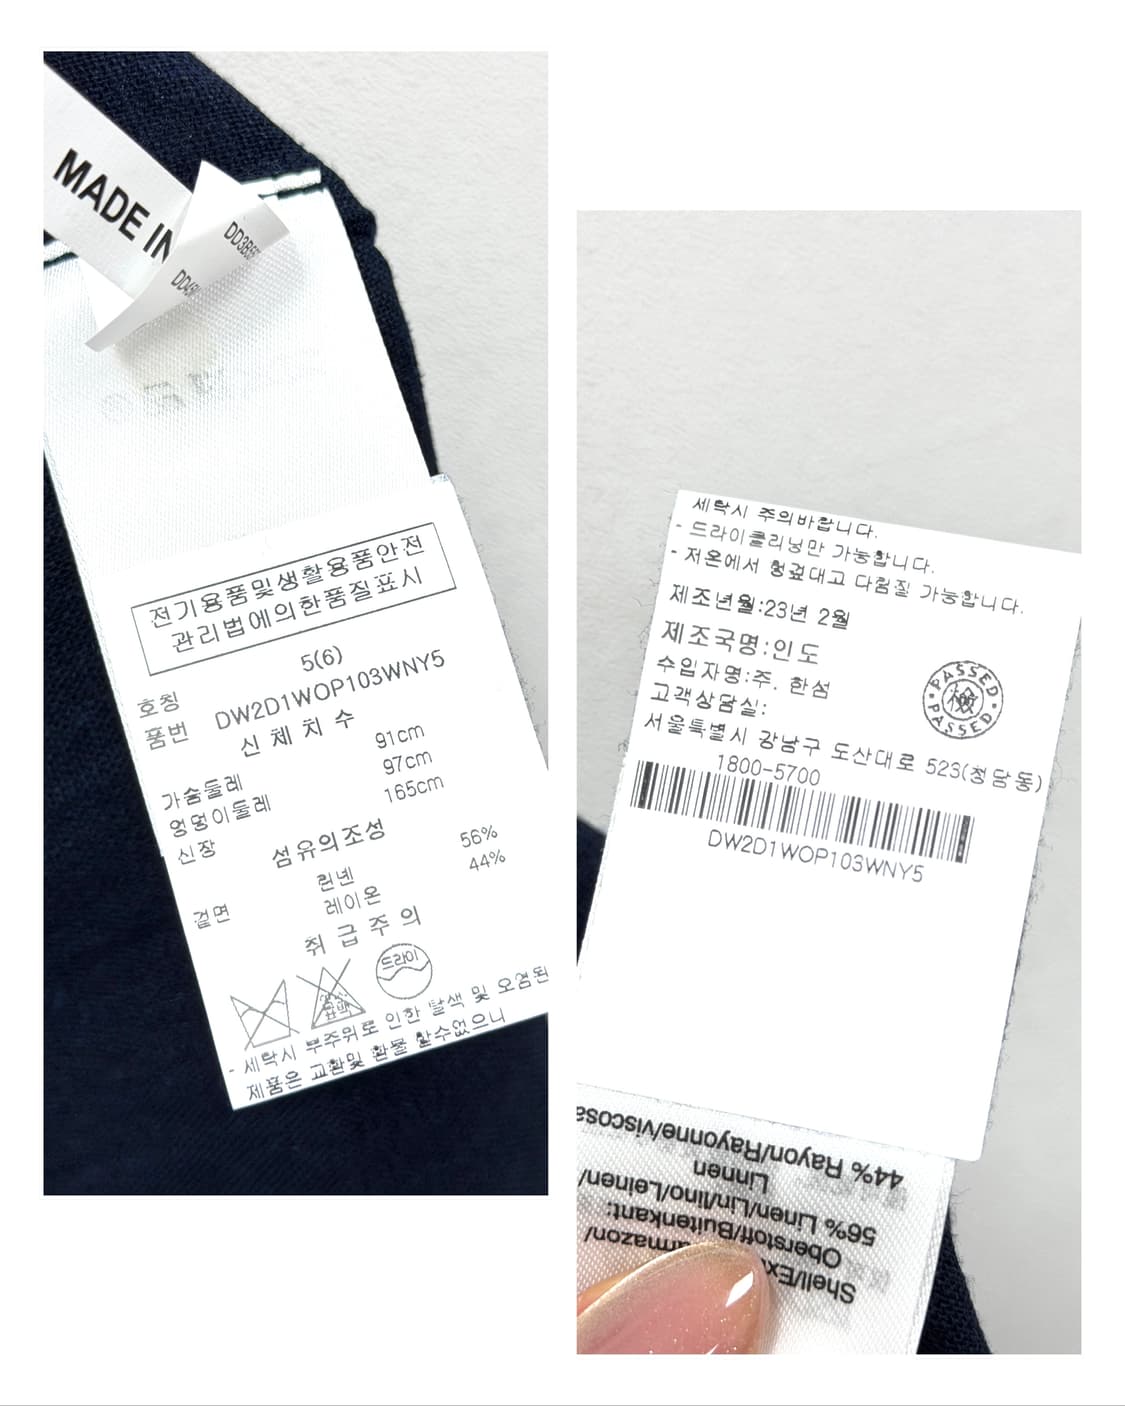 MADE IN
DD3B55
DD45
전기용품및생활용품안전
관리법에의한품질표시
호칭 5(6)
품번 DW2D1WOP103WNY5
신체치수
가슴둘레 91cm
엉덩이둘레 97cm
신장 165cm
섬유의조성
겉면 린넨 56%
레이온 44%
취급주의
드라이
표백
- 세탁시 부주위로 인한 탈색 및 오염된
제품은 교환및 환불 할수없으니
세탁시 주의바랍니다.
- 드라이클리닝만 가능합니다.
- 저온에서 헝겊대고 다림질 가능합니다.
제조년월:23년 2월
제조국명:인도
수입자명:주. 한섬
고객상담실:
서울특별시 강남구 도산대로 523(청담동)
1800-5700
PASSED
檢
PASSED
DW2D1WOP103WNY5
Shell/Ex armazon/
Oberstoff/Buitenkant:
56% Linen/Lin/lino/Leinen/
Linnen
44% Rayon/Rayonne/viscosa